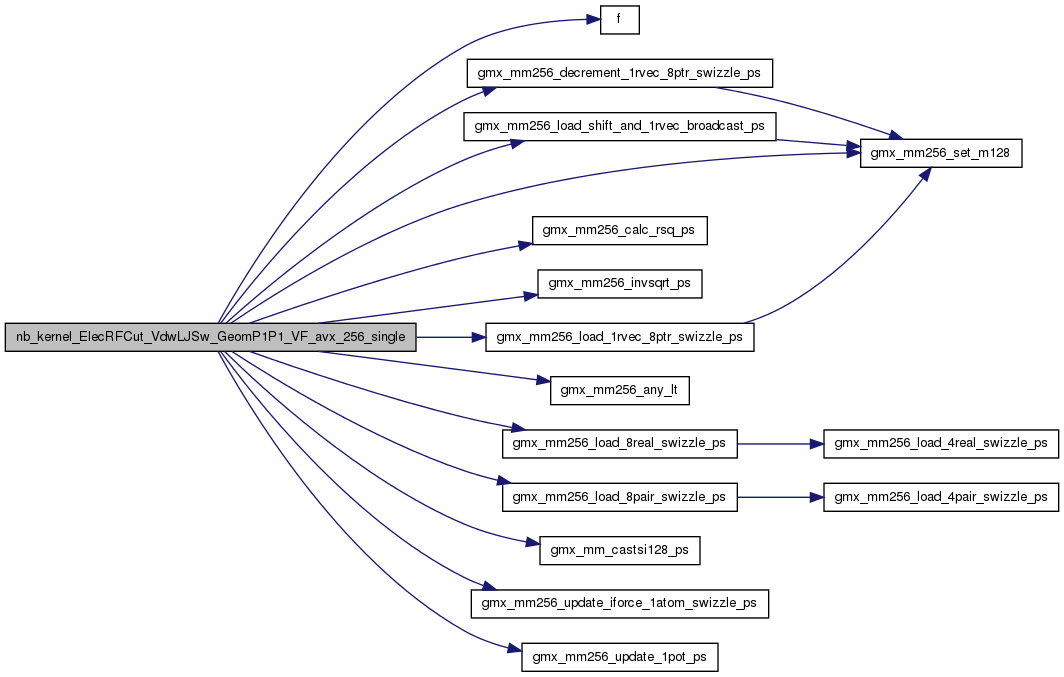 f
gmx_mm256_decrement_1rvec_8ptr_swizzle_ps
gmx_mm256_load_shift_and_1rvec_broadcast_ps
gmx_mm256_set_m128
gmx_mm256_calc_rsq_ps
gmx_mm256_invsqrt_ps
nb_kernel_ElecRFCut_VdwLJSw_GeomP1P1_VF_avx_256_single
gmx_mm256_load_1rvec_8ptr_swizzle_ps
gmx_mm256_any_lt
gmx_mm256_load_8real_swizzle_ps
gmx_mm256_load_4real_swizzle_ps
gmx_mm256_load_8pair_swizzle_ps
gmx_mm256_load_4pair_swizzle_ps
gmx_mm_castsi128_ps
gmx_mm256_update_iforce_1atom_swizzle_ps
gmx_mm256_update_1pot_ps